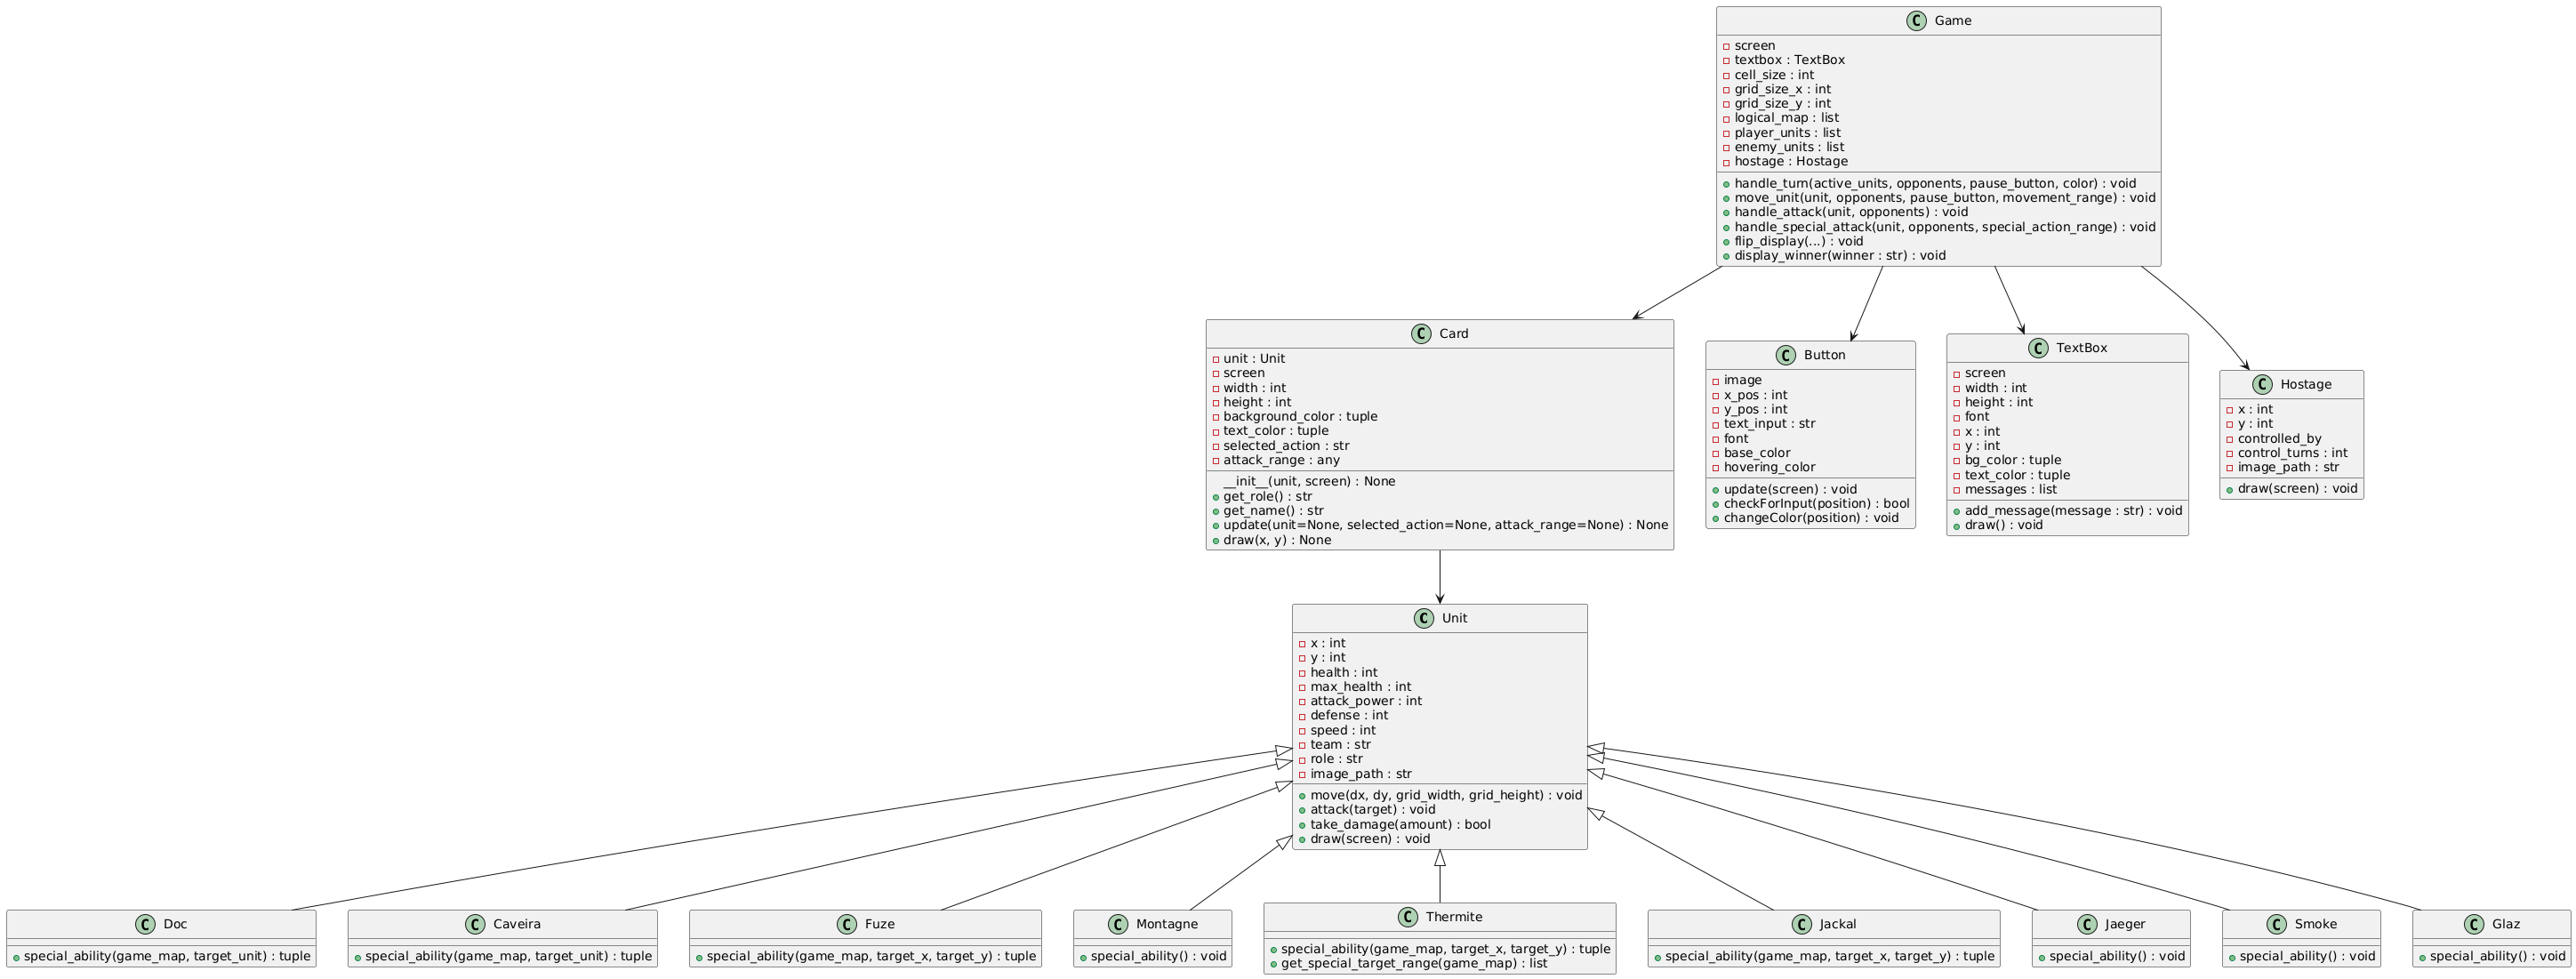 Game
screen
textbox : TextBox
cell_size : int
grid_size_x : int
grid_size_y : int
logical_map : list
player_units : list
enemy_units : list
hostage : Hostage
handle_turn(active_units, opponents, pause_button, color) : void
move_unit(unit, opponents, pause_button, movement_range) : void
handle_attack(unit, opponents) : void
handle_special_attack(unit, opponents, special_action_range) : void
flip_display(...) : void
display_winner(winner : str) : void
C Card
unit : Unit
screen
width : int
height : int
background_color : tuple
text_color : tuple
selected_action : str
attack_range : any
__init__(unit, screen) : None
get_role() : str
get_name() : str
update(unit=None, selected_action=None, attack_range=None) : None
draw(x, y) : None
C Button
image
x_pos : int
y_pos : int
text_input : str
font
base_color
hovering_color
update(screen) : void
checkForInput(position) : bool
changeColor(position) : void
C TextBox
screen
width : int
height : int
font
x : int
y : int
bg_color : tuple
text_color : tuple
messages : list
add_message(message : str) : void
draw() : void
C Hostage
x : int
y : int
controlled_by
control_turns : int
image_path : str
draw(screen) : void
C Unit
x : int
y : int
health : int
max_health : int
attack_power : int
defense : int
speed : int
team : str
role : str
image_path : str
move(dx, dy, grid_width, grid_height) : void
attack(target) : void
take_damage(amount) : bool
draw(screen) : void
C Doc
special_ability(game_map, target_unit) : tuple
C Caveira
special_ability(game_map, target_unit) : tuple
C Fuze
special_ability(game_map, target_x, target_y) : tuple
C Montagne
special_ability() : void
C Thermite
special_ability(game_map, target_x, target_y) : tuple
get_special_target_range(game_map) : list
C Jackal
special_ability(game_map, target_x, target_y) : tuple
C Jaeger
special_ability() : void
C Smoke
special_ability() : void
C Glaz
special_ability() : void